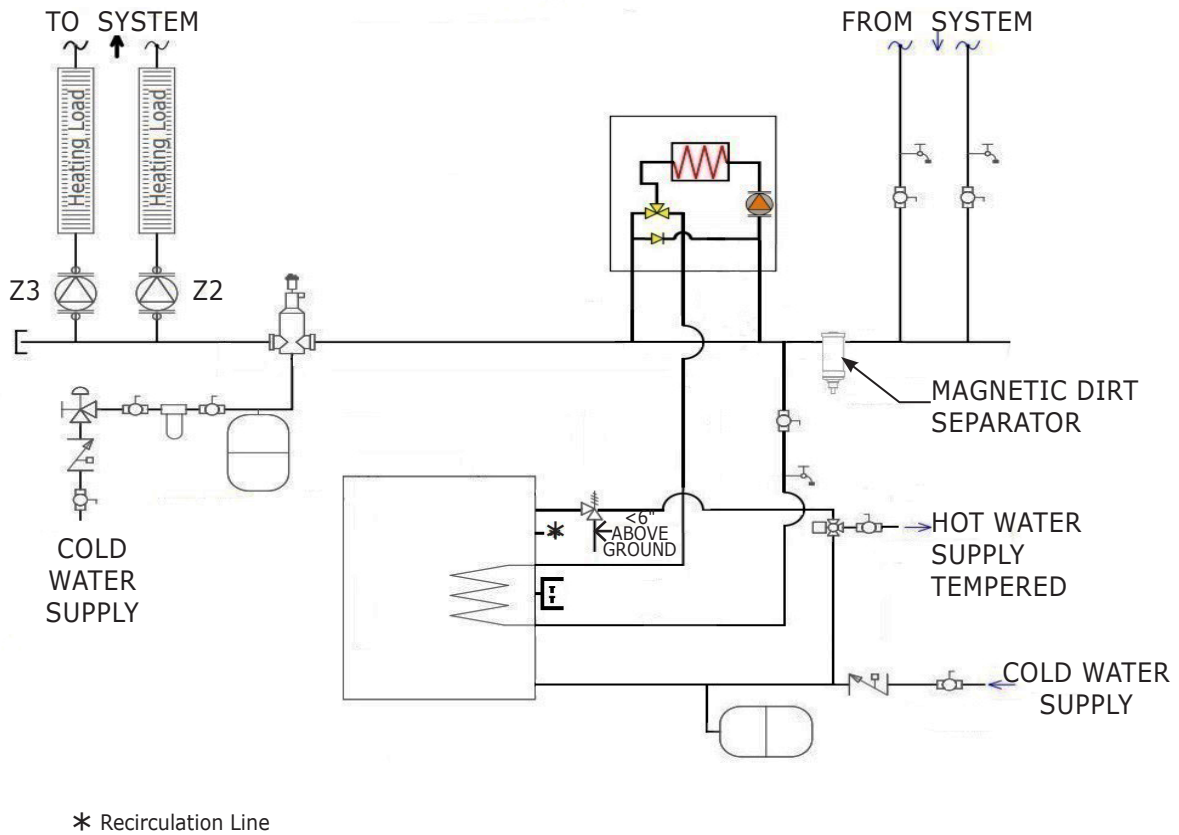 TO SYSTEM
FROM SYSTEM
Heating Load
Heating Load
Z3
Z2
MAGNETIC DIRT
SEPARATOR
<6"
ABOVE
GROUND
*
HOT WATER
SUPPLY
TEMPERED
COLD
WATER
SUPPLY
T
T
COLD WATER
SUPPLY
* Recirculation Line